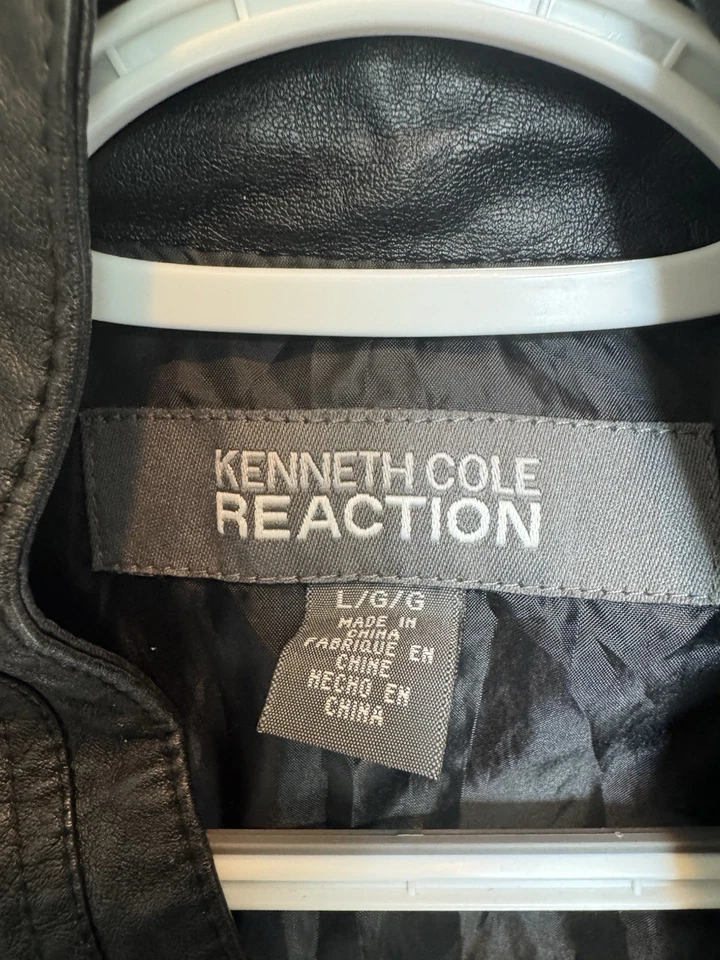 KENNETH COLE
REACTION
L/G/G
MADE IN
CHINA
FABRIQUE EN
CHINE
HECHO EN
CHINA